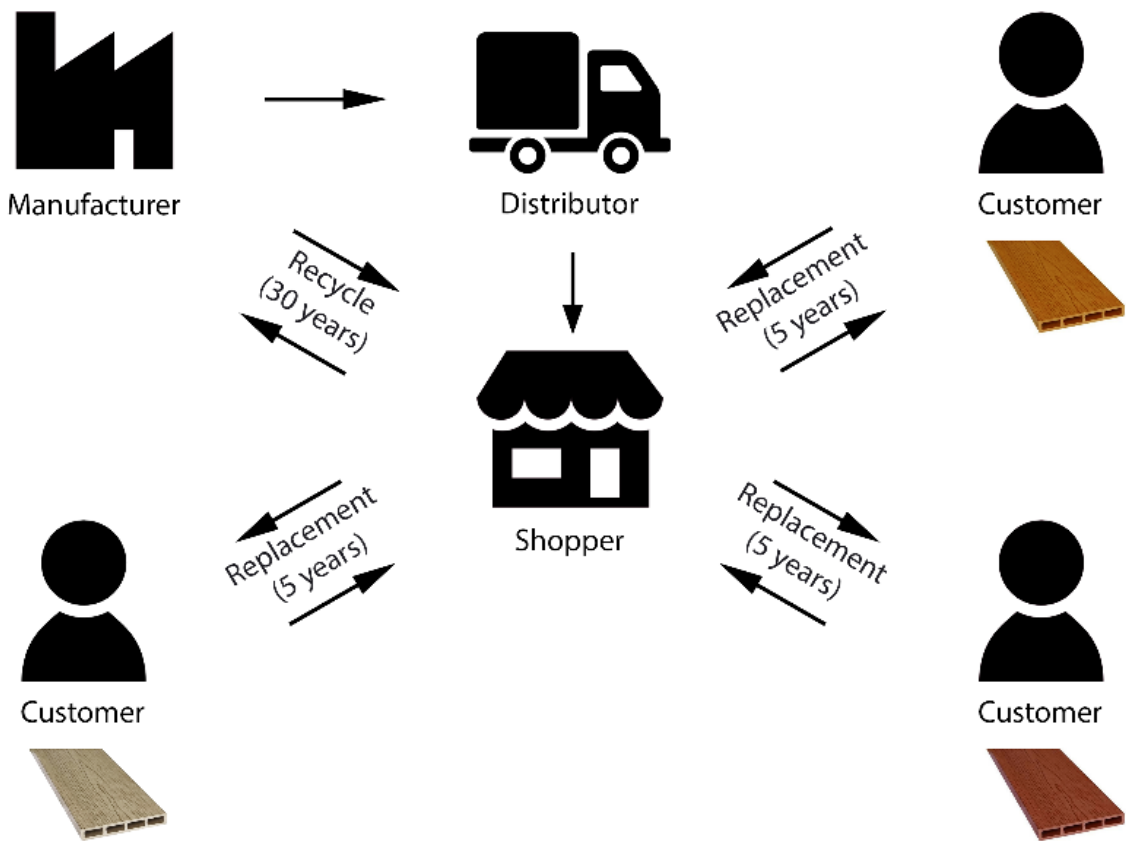 Manufacturer
Distributor
Customer
Recycle
(30 years)
Replacement
(5 years)
Shopper
Replacement
(5 years)
Replacement
(5 years)
Customer
Customer